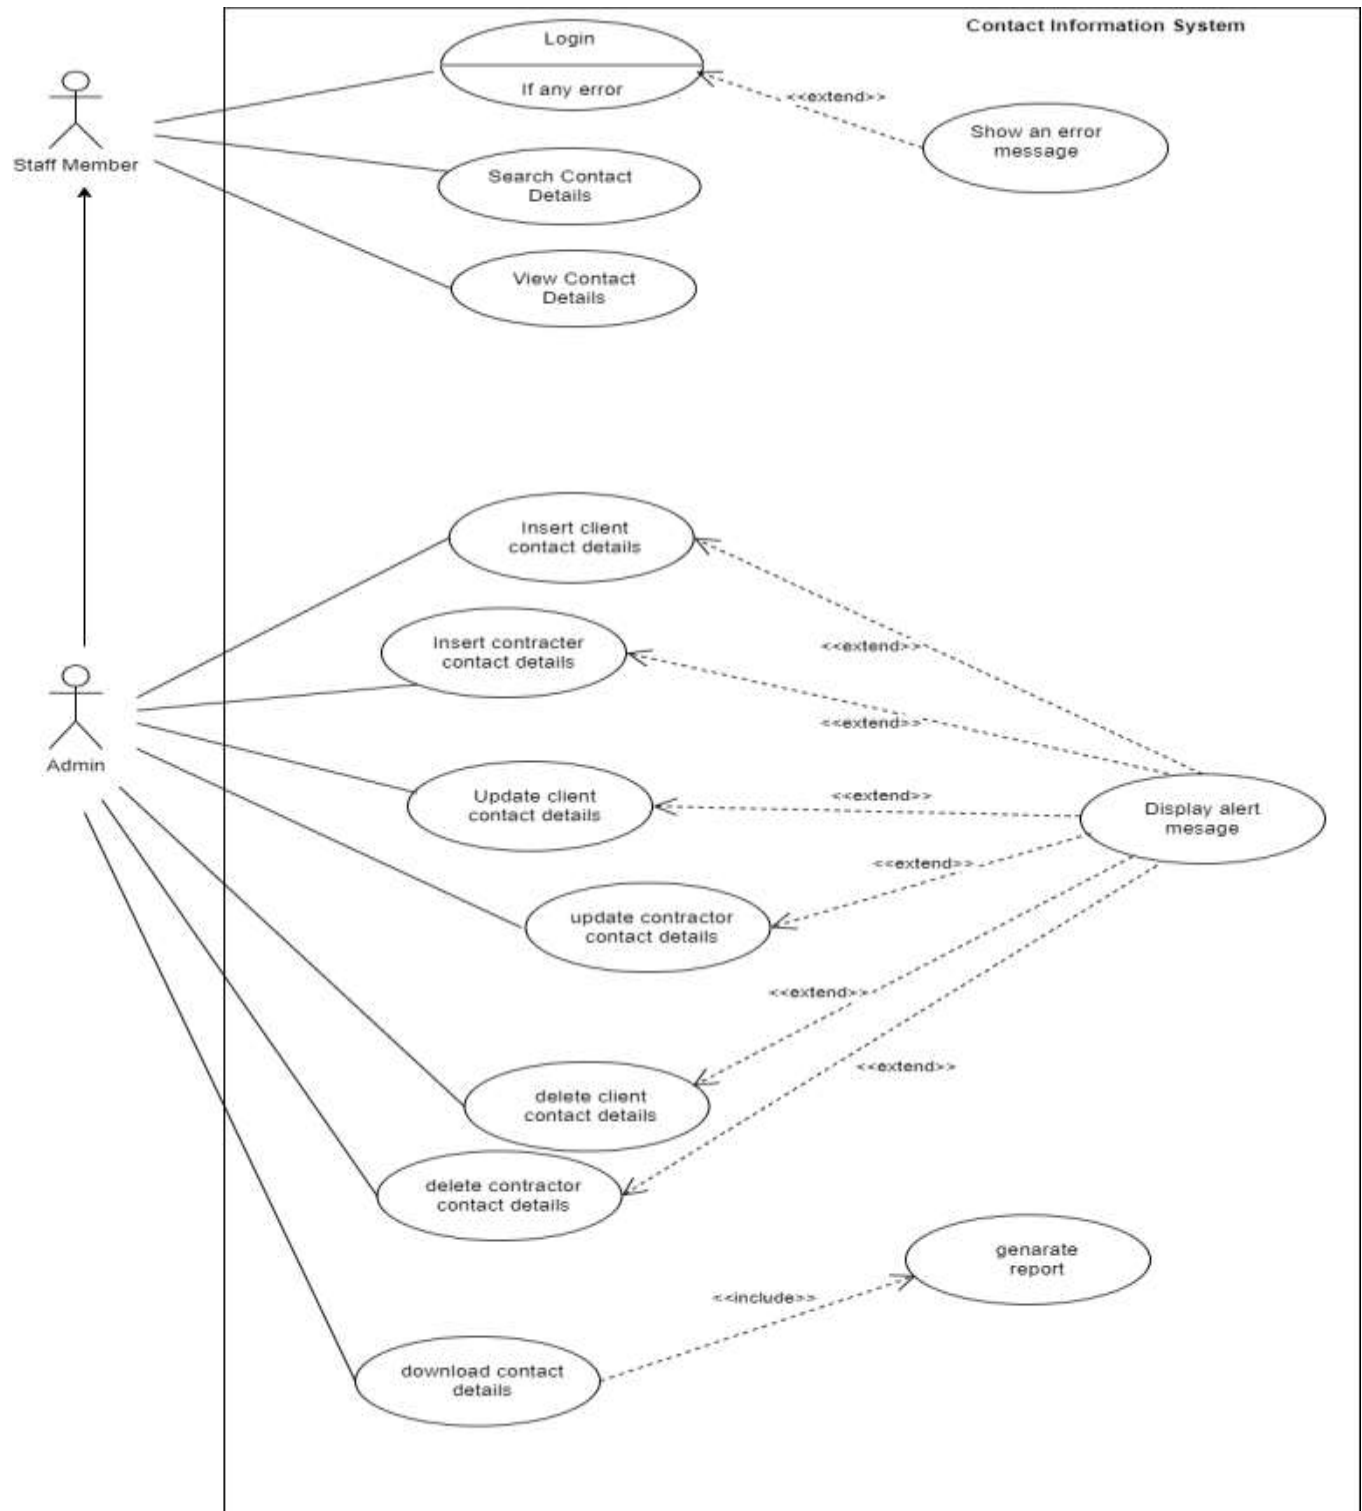 Contact Information System
Login
If any error
<<extend>>
Show an error
message
Staff Member
Search Contact
Details
View Contact
Details
Insert client
contact details
<<extend>>
Insert contracter
contact details
<<extend>>
Admin
Update client
contact details
<<extend>>
Display alert
mesage
<<extend>>
update contractor
contact details
<<extend>>
<<extend>>
delete client
contact details
delete contractor
contact details
genarate
report
<<include>>
download contact
details